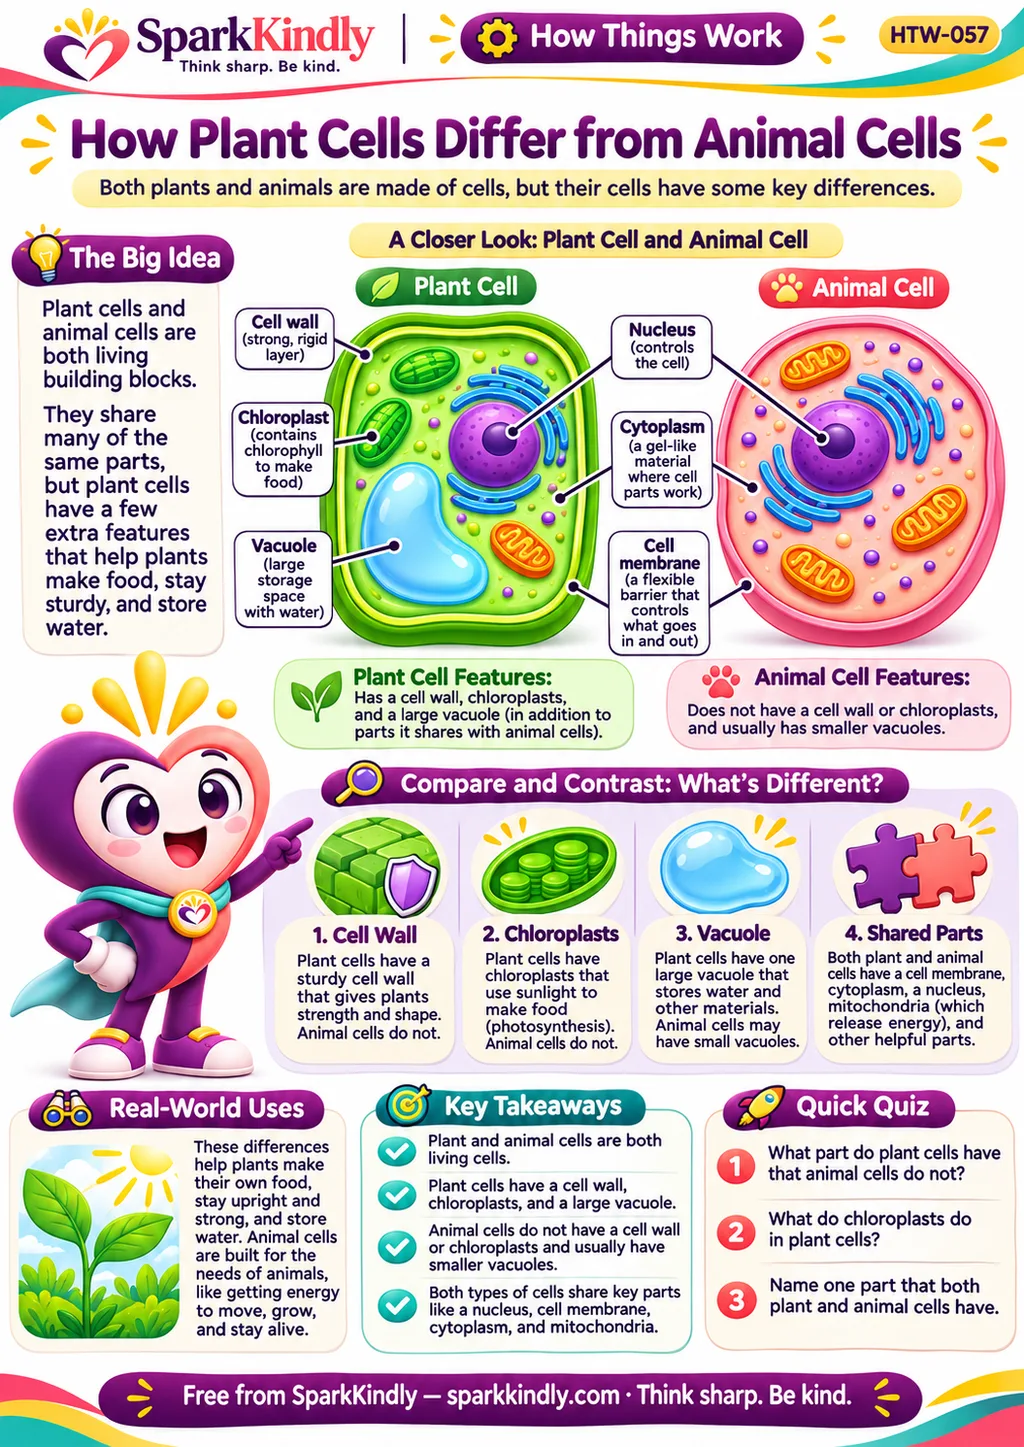 SparkKindly
Think sharp. Be kind.
How Things Work
HTW-057
How Plant Cells Differ from Animal Cells
Both plants and animals are made of cells, but their cells have some key differences.
The Big Idea
Plant cells and
animal cells are
both living
building blocks.
They share
many of the
same parts,
but plant cells
have a few
extra features
that help plants
make food, stay
sturdy, and store
water.
A Closer Look: Plant Cell and Animal Cell
Plant Cell
Animal Cell
Cell wall
(strong, rigid
layer)
Chloroplast
(contains
chlorophyll
to make
food)
Vacuole
(large
storage
space
with water)
Nucleus
(controls
the cell)
Cytoplasm
(a gel-like
material
where cell
parts work)
Cell
membrane
(a flexible
barrier that
controls
what goes
in and out)
Plant Cell Features:
Has a cell wall, chloroplasts,
and a large vacuole (in addition to
parts it shares with animal cells).
Animal Cell Features:
Does not have a cell wall or chloroplasts,
and usually has smaller vacuoles.
Compare and Contrast: What's Different?
1. Cell Wall
Plant cells have a
sturdy cell wall
that gives plants
strength and shape.
Animal cells do not.
2. Chloroplasts
Plant cells have
chloroplasts that
use sunlight to
make food
(photosynthesis).
Animal cells do not.
3. Vacuole
Plant cells have one
large vacuole that
stores water and
other materials.
Animal cells may
have small vacuoles.
4. Shared Parts
Both plant and animal
cells have a cell membrane,
cytoplasm, a nucleus,
mitochondria (which
release energy), and
other helpful parts.
Real-World Uses
These differences
help plants make
their own food,
stay upright and
strong, and store
water. Animal cells
are built for the
needs of animals,
like getting energy
to move, grow,
and stay alive.
Key Takeaways
Plant and animal cells are both
living cells.
Plant cells have a cell wall,
chloroplasts, and a large vacuole.
Animal cells do not have a cell wall
or chloroplasts and usually have
smaller vacuoles.
Both types of cells share key parts
like a nucleus, cell membrane,
cytoplasm, and mitochondria.
Quick Quiz
1 What part do plant cells have
that animal cells do not?
2 What do chloroplasts do
in plant cells?
3 Name one part that both
plant and animal cells have.
Free from SparkKindly — sparkkindly.com · Think sharp. Be kind.